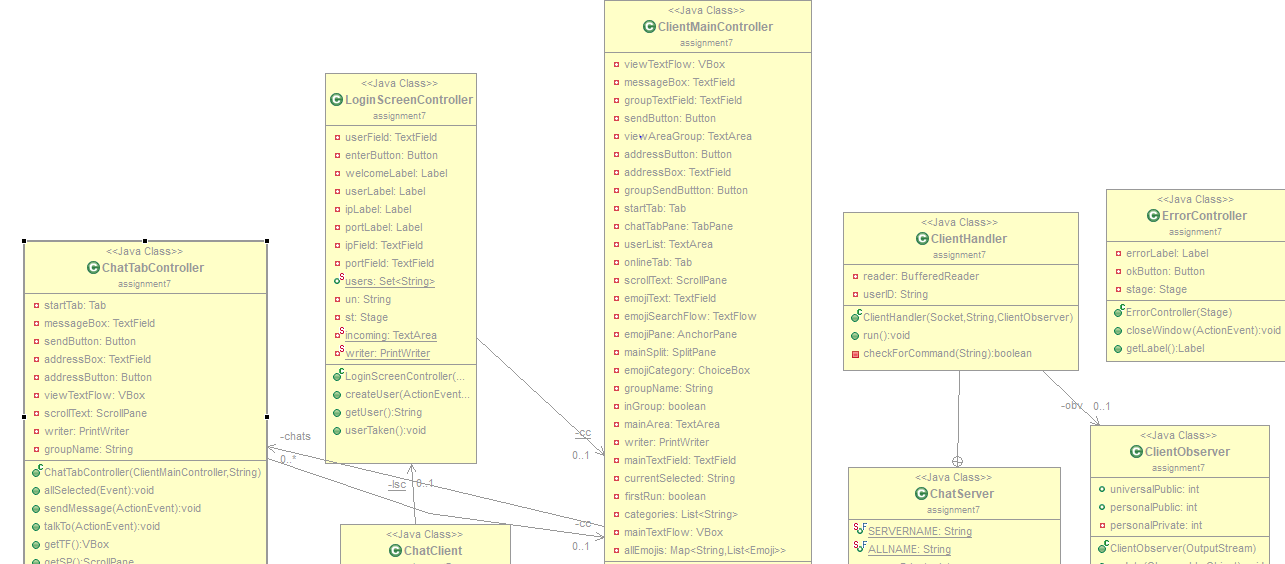 <<Java Class>>
ChatTabController
assignment7
startTab: Tab
messageBox: TextField
sendButton: Button
addressBox: TextField
addressButton: Button
viewTextFlow: VBox
scrollText: ScrollPane
writer: PrintWriter
groupName: String
ChatTabController(ClientMainController,String)
allSelected(Event):void
sendMessage(ActionEvent):void
talkTo(ActionEvent):void
getTF():VBox
getSP():ScrollPane
-chats
0..*
<<Java Class>>
LoginScreenController
assignment7
userField: TextField
enterButton: Button
welcomeLabel: Label
userLabel: Label
ipLabel: Label
portLabel: Label
ipField: TextField
portField: TextField
users: Set<String>
un: String
st: Stage
incoming: TextArea
writer: PrintWriter
LoginScreenController(...
createUser(ActionEvent...
getUser():String
userTaken():void
-lsc
0..1
<<Java Class>>
ChatClient
-cc
0..1
-cc
0..1
<<Java Class>>
ClientMainController
assignment7
viewTextFlow: VBox
messageBox: TextField
groupTextField: TextField
sendButton: Button
viewAreaGroup: TextArea
addressButton: Button
addressBox: TextField
groupSendButtton: Button
startTab: Tab
chatTabPane: TabPane
userList: TextArea
onlineTab: Tab
scrollText: ScrollPane
emojiText: TextField
emojiSearchFlow: TextFlow
emojiPane: AnchorPane
mainSplit: SplitPane
emojiCategory: ChoiceBox
groupName: String
inGroup: boolean
mainArea: TextArea
writer: PrintWriter
mainTextField: TextField
currentSelected: String
firstRun: boolean
categories: List<String>
mainTextFlow: VBox
allEmojis: Map<String,List<Emoji>>
<<Java Class>>
ClientHandler
assignment7
reader: BufferedReader
userID: String
ClientHandler(Socket,String,ClientObserver)
run():void
checkForCommand(String):boolean
-obv
0..1
<<Java Class>>
ChatServer
assignment7
SERVERNAME: String
ALLNAME: String
<<Java Class>>
ErrorController
assignment7
errorLabel: Label
okButton: Button
stage: Stage
ErrorController(Stage)
closeWindow(ActionEvent):void
getLabel():Label
<<Java Class>>
ClientObserver
assignment7
universalPublic: int
personalPublic: int
personalPrivate: int
ClientObserver(OutputStream)